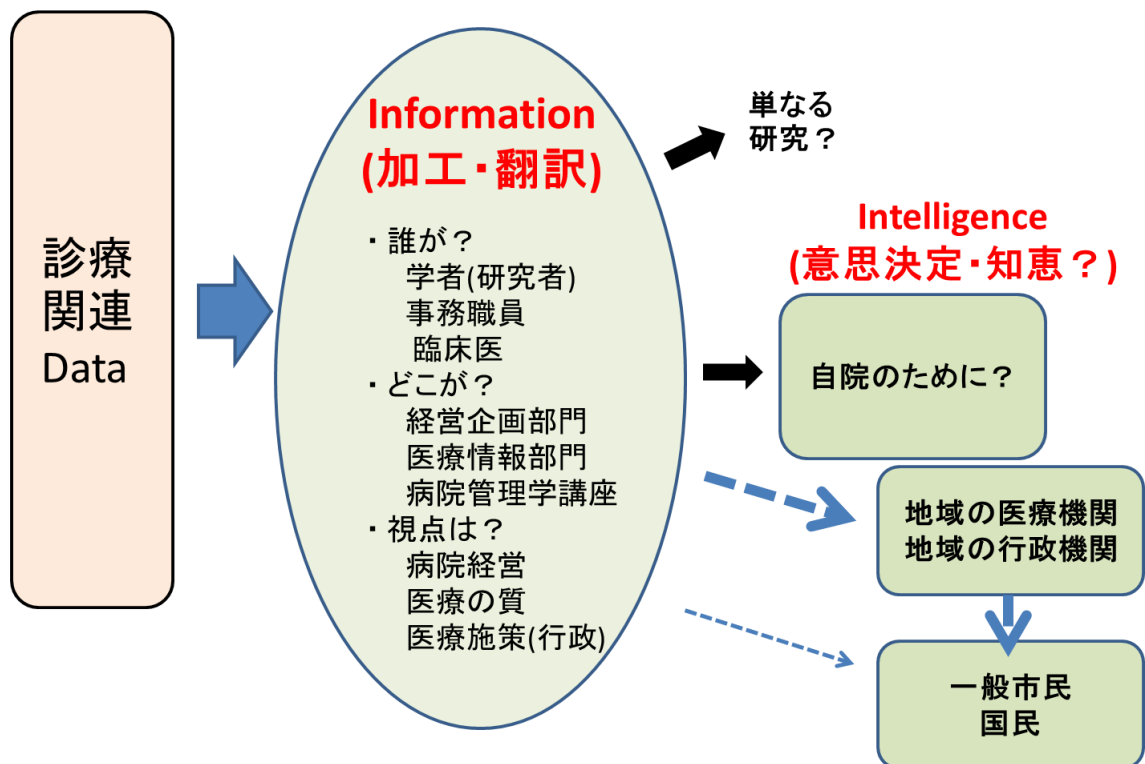 診療
関連
Data
Information
(加工・翻訳)
・誰が？
学者(研究者)
事務職員
臨床医
・どこが？
経営企画部門
医療情報部門
病院管理学講座
・視点は？
病院経営
医療の質
医療施策(行政)
単なる
研究？
Intelligence
(意思決定・知恵？)
自院のために？
地域の医療機関
地域の行政機関
一般市民
国民